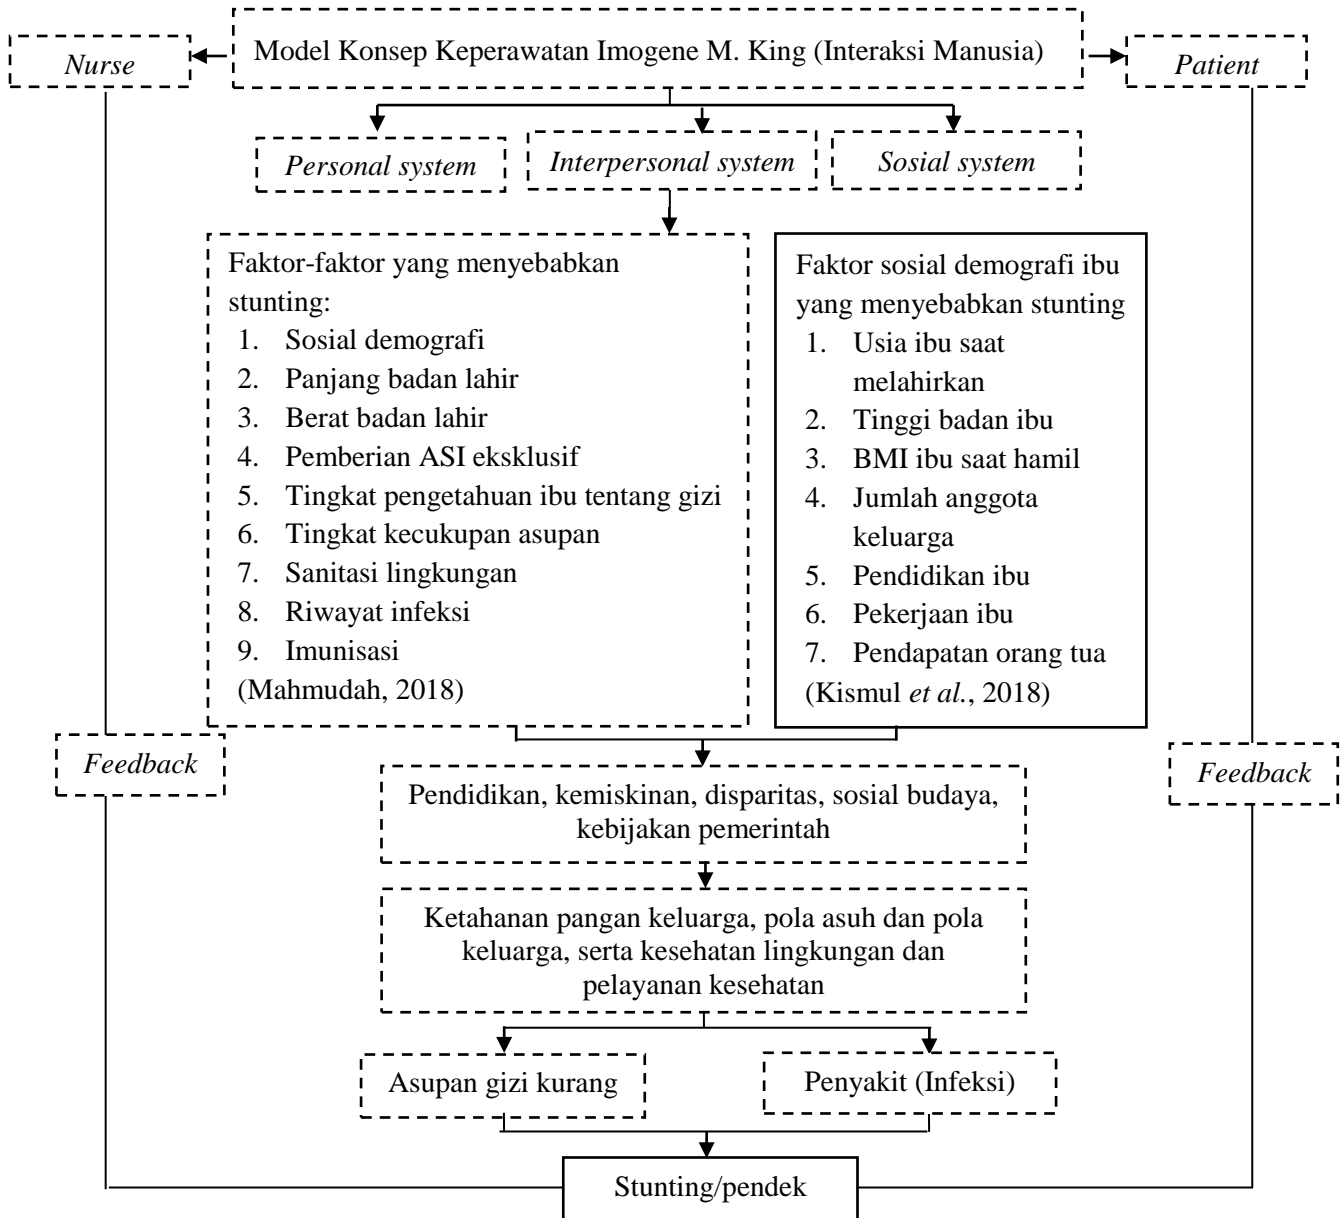 Model Konsep Keperawatan Imogene M. King (Interaksi Manusia)
Nurse
Patient
Personal system
Interpersonal system
Sosial system
Faktor-faktor yang menyebabkan
stunting:
1. Sosial demografi
2. Panjang badan lahir
3. Berat badan lahir
4. Pemberian ASI eksklusif
5. Tingkat pengetahuan ibu tentang gizi
6. Tingkat kecukupan asupan
7. Sanitasi lingkungan
8. Riwayat infeksi
9. Imunisasi
(Mahmudah, 2018)
Faktor sosial demografi ibu
yang menyebabkan stunting
1. Usia ibu saat
melahirkan
2. Tinggi badan ibu
3. BMI ibu saat hamil
4. Jumlah anggota
keluarga
5. Pendidikan ibu
6. Pekerjaan ibu
7. Pendapatan orang tua
(Kismul et al., 2018)
Feedback
Feedback
Pendidikan, kemiskinan, disparitas, sosial budaya,
kebijakan pemerintah
Ketahanan pangan keluarga, pola asuh dan pola
keluarga, serta kesehatan lingkungan dan
pelayanan kesehatan
Asupan gizi kurang
Penyakit (Infeksi)
Stunting/pendek